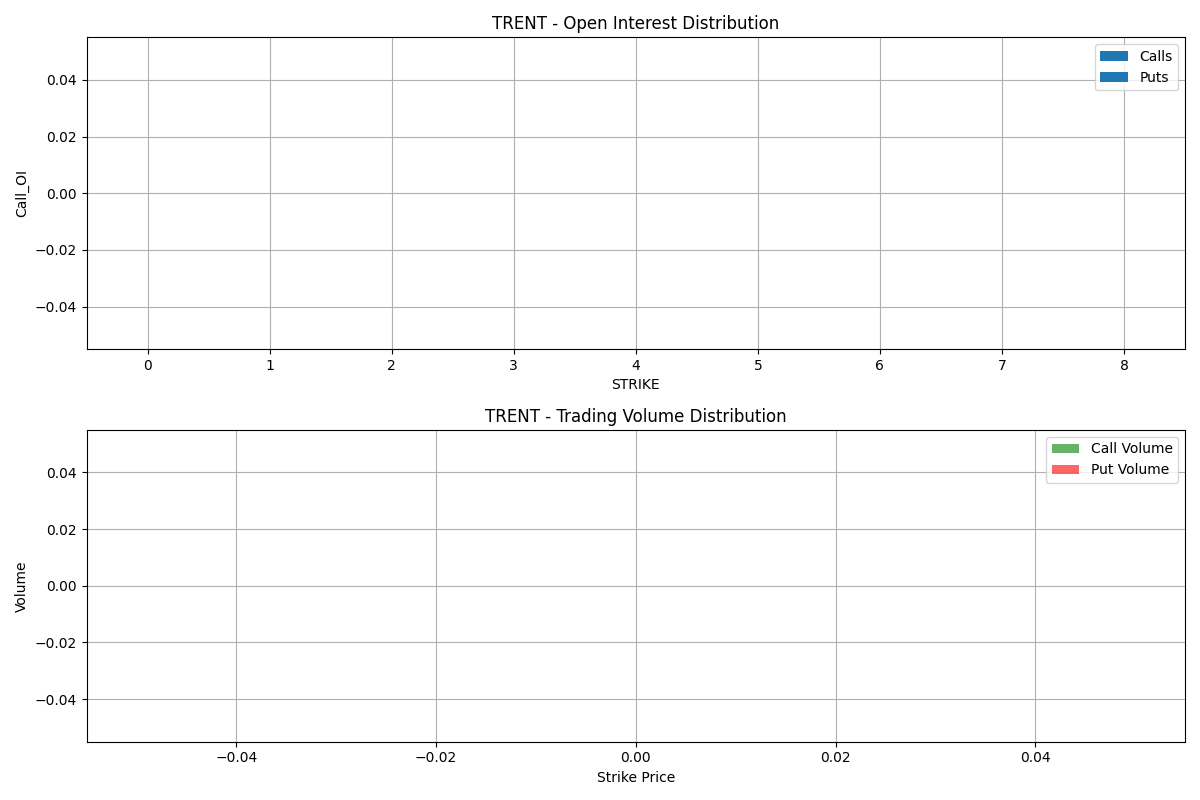 TRENT - Open Interest Distribution
Calls
Puts
0.04
0.02
0.00
−0.02
−0.04
Call_OI
0 1 2 3 4 5 6 7 8
STRIKE
TRENT - Trading Volume Distribution
Call Volume
Put Volume
0.04
0.02
0.00
−0.02
−0.04
Volume
−0.04 −0.02 0.00 0.02 0.04
Strike Price